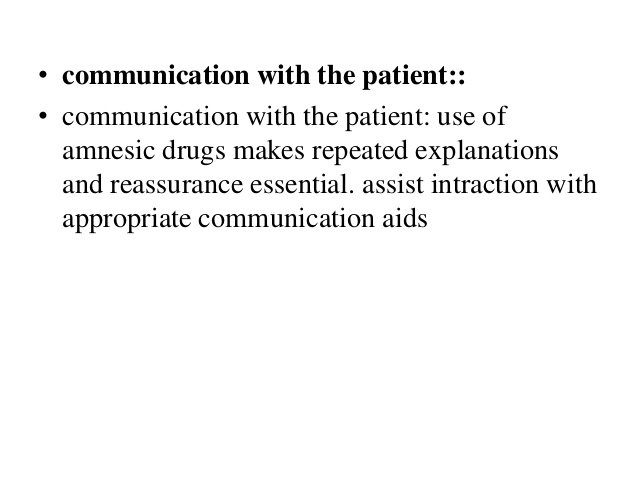 • communication with the patient::
• communication with the patient: use of
amnesic drugs makes repeated explanations
and reassurance essential. assist intraction with
appropriate communication aids